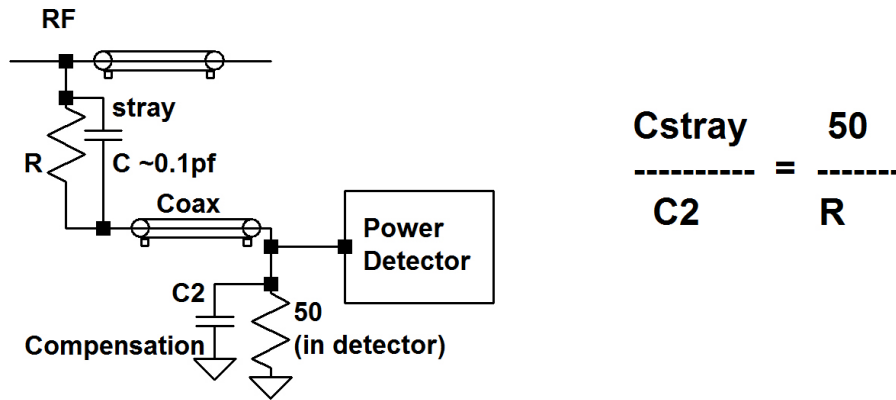 RF
stray
R
C ~0.1pf
Coax
Power
Detector
C2
50
Compensation
(in detector)
Cstray 50
---------- = -------
C2 R